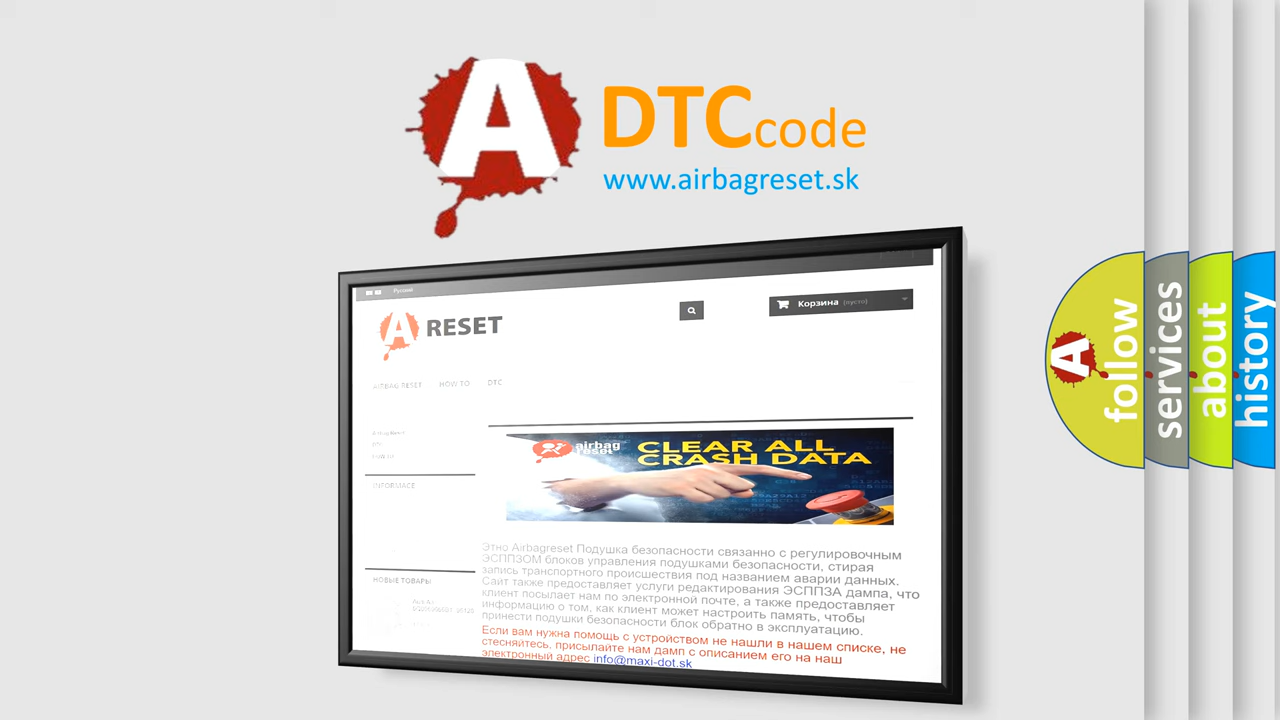 A DTCcode
www.airbagreset.sk
Русский
Корзина (пусто)
A RESET
AIRBAG RESET HOW TO DTC
CLEAR ALL
CRASH DATA
airbag
reset
INFORMACE
Этно Airbagreset Подушка безопасности связанно с регулировочным
ЭСППЗОМ блоков управления подушками безопасности, стирая
запись транспортного происшествия под названием аварии данных.
Сайт также предоставляет услуги редактирования ЭСППЗА дампа, что
клиент посылает нам по электронной почте, а также предоставляет
информацию о том, как клиент может настроить память, чтобы
принести подушки безопасности блок обратно в эксплуатацию.
Если вам нужна помощь с устройством не нашли в нашем списке, не
стесняйтесь, присылайте нам дамп с описанием его на наш
электронный адрес info@maxi-dot.sk
НОВЫЕ ТОВАРЫ
A
follow
services
about
history